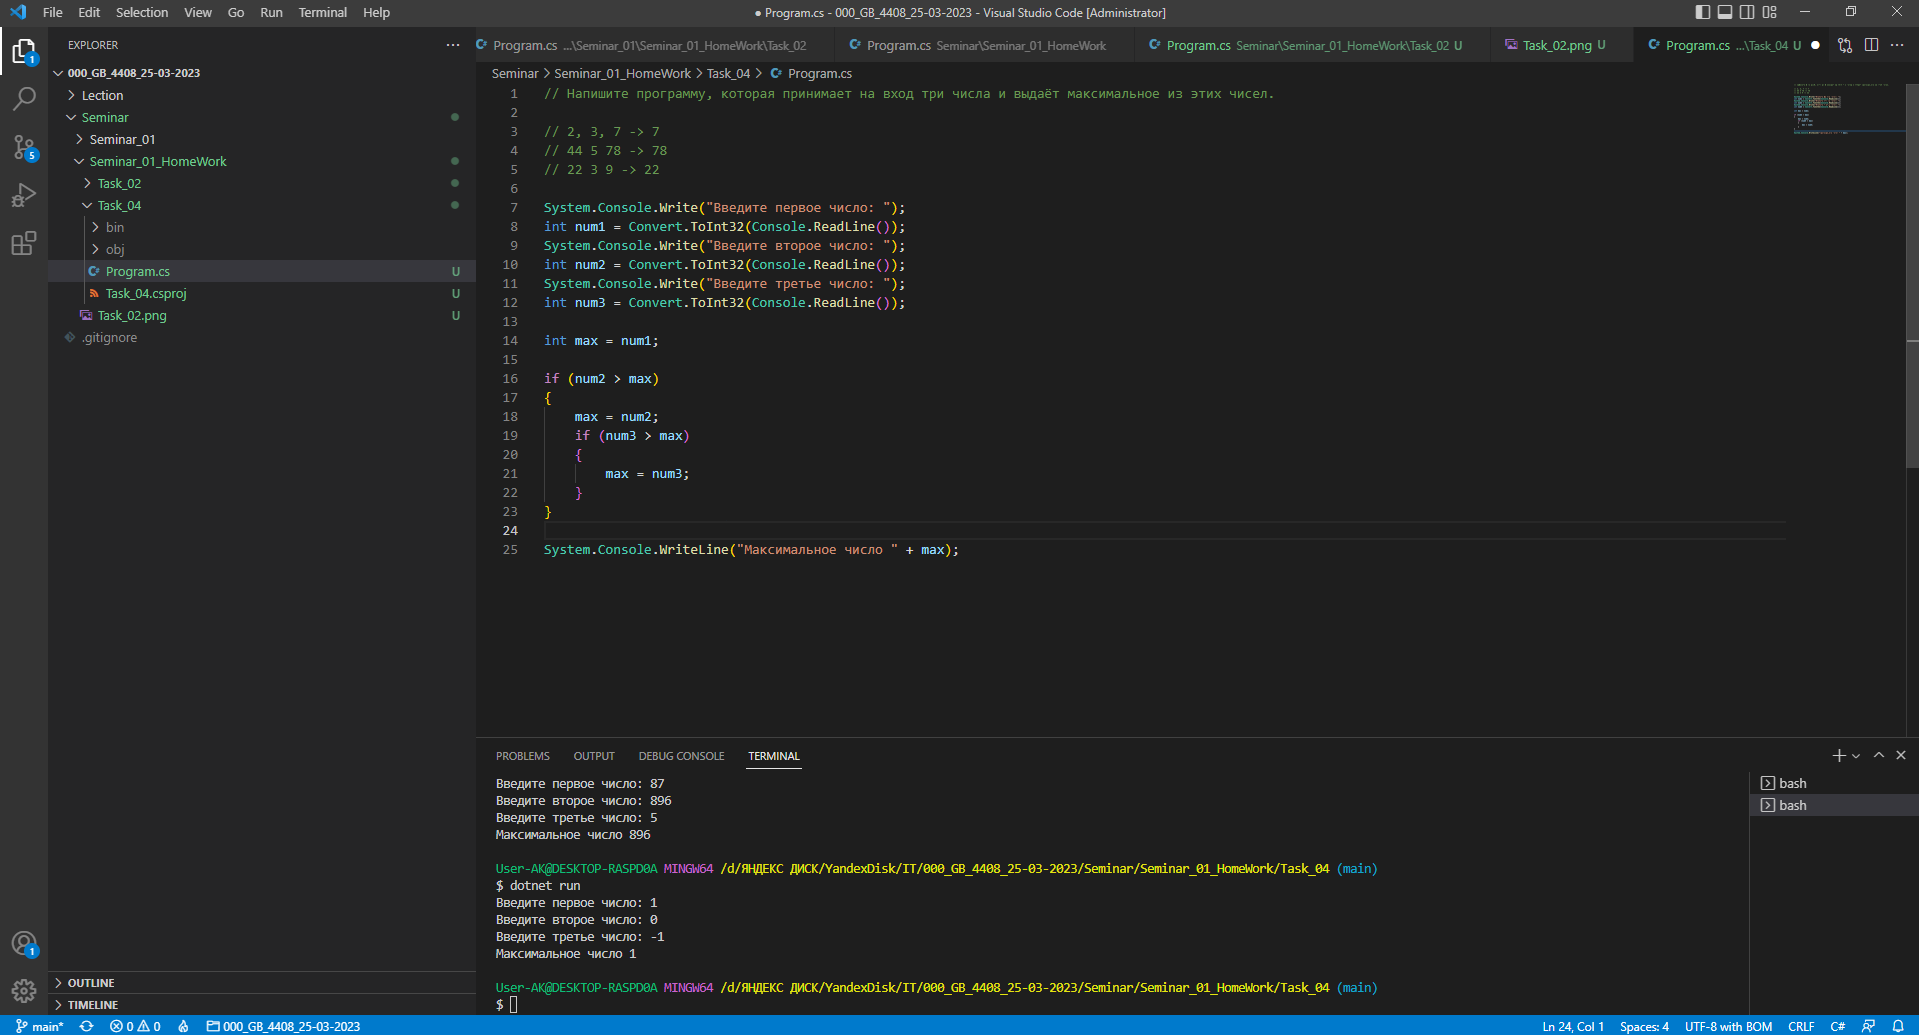 File Edit Selection View Go Run Terminal Help
● Program.cs - 000_GB_4408_25-03-2023 - Visual Studio Code [Administrator]
EXPLORER
000_GB_4408_25-03-2023
Lection
Seminar
Seminar_01
Seminar_01_HomeWork
Task_02
Task_04
bin
obj
Program.cs U
Task_04.csproj U
Task_02.png U
.gitignore
OUTLINE
TIMELINE
1
5
1
Program.cs ...\Seminar_01\Seminar_01_HomeWork\Task_02
Program.cs Seminar\Seminar_01_HomeWork
Program.cs Seminar\Seminar_01_HomeWork\Task_02 U
Task_02.png U
Program.cs ...\Task_04 U ●
Seminar > Seminar_01_HomeWork > Task_04 > Program.cs
1 // Напишите программу, которая принимает на вход три числа и выдаёт максимальное из этих чисел.
2
3 // 2, 3, 7 -> 7
4 // 44 5 78 -> 78
5 // 22 3 9 -> 22
6
7 System.Console.Write("Введите первое число: ");
8 int num1 = Convert.ToInt32(Console.ReadLine());
9 System.Console.Write("Введите второе число: ");
10 int num2 = Convert.ToInt32(Console.ReadLine());
11 System.Console.Write("Введите третье число: ");
12 int num3 = Convert.ToInt32(Console.ReadLine());
13
14 int max = num1;
15
16 if (num2 > max)
17 {
18 max = num2;
19 if (num3 > max)
20 {
21 max = num3;
22 }
23 }
24
25 System.Console.WriteLine("Максимальное число " + max);
PROBLEMS OUTPUT DEBUG CONSOLE TERMINAL
Введите первое число: 87
Введите второе число: 896
Введите третье число: 5
Максимальное число 896
User-AK@DESKTOP-RASPD0A MINGW64 /d/ЯНДЕКС ДИСК/YandexDisk/IT/000_GB_4408_25-03-2023/Seminar/Seminar_01_HomeWork/Task_04 (main)
$ dotnet run
Введите первое число: 1
Введите второе число: 0
Введите третье число: -1
Максимальное число 1
User-AK@DESKTOP-RASPD0A MINGW64 /d/ЯНДЕКС ДИСК/YandexDisk/IT/000_GB_4408_25-03-2023/Seminar/Seminar_01_HomeWork/Task_04 (main)
$
bash
bash
main* 0 0 000_GB_4408_25-03-2023
Ln 24, Col 1 Spaces: 4 UTF-8 with BOM CRLF C#